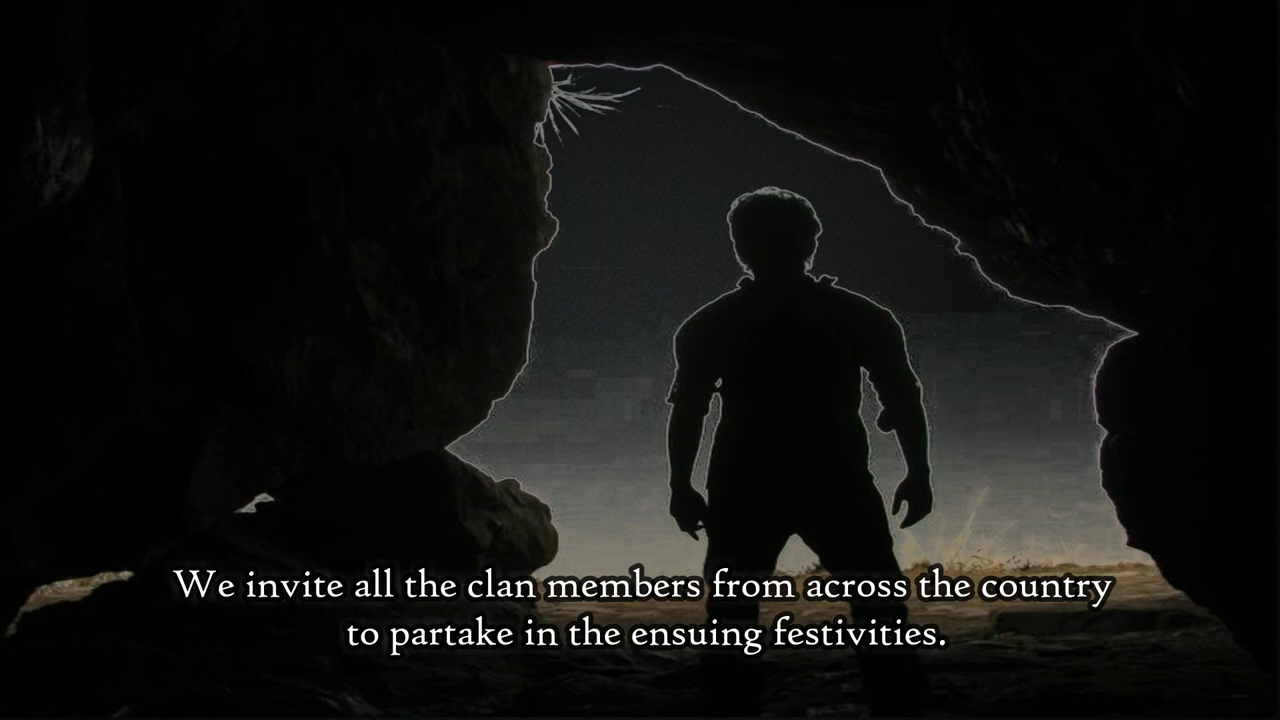 We invite all the clan members from across the country
to partake in the ensuing festivities.